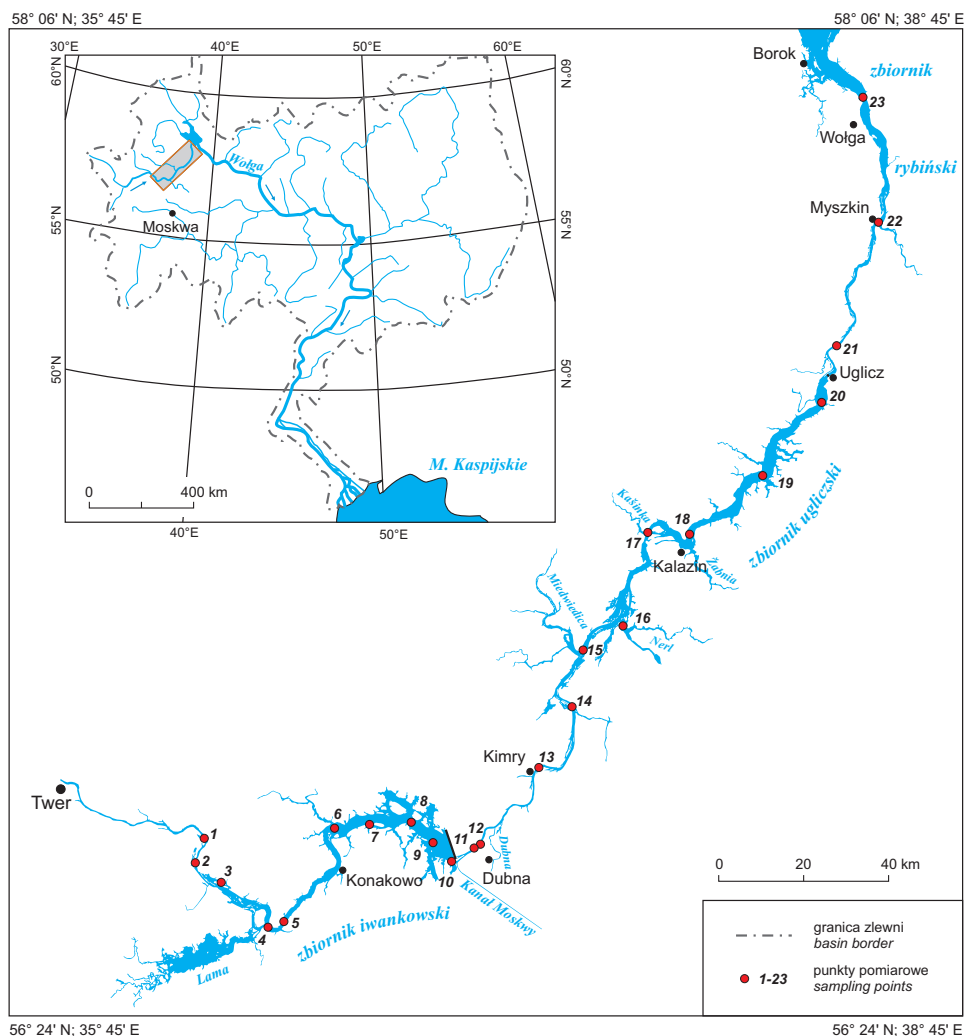 58° 06' N; 35° 45' E
58° 06' N; 38° 45' E
30°E
40°E
50°E
60°E
60°N
60°N
55°N
55°N
50°N
50°N
40°E
50°E
Wołga
Moskwa
M. Kaspijskie
0
400 km
Borok
zbiornik
23
Wołga
rybiński
Myszkin
22
21
Uglicz
20
19
zbiornik ugliczski
Kašinka
18
17
Kalazin
Žabnia
Miedwiedica
16
Nerl
15
14
Kimry
13
Twer
1
2
3
4
5
6
7
8
9
10
11
12
Dubna
Dubna
Konakowo
Kanał Moskwy
zbiornik iwankowski
Lama
0
20
40 km
granica zlewni
basin border
1-23
punkty pomiarowe
sampling points
56° 24' N; 35° 45' E
56° 24' N; 38° 45' E